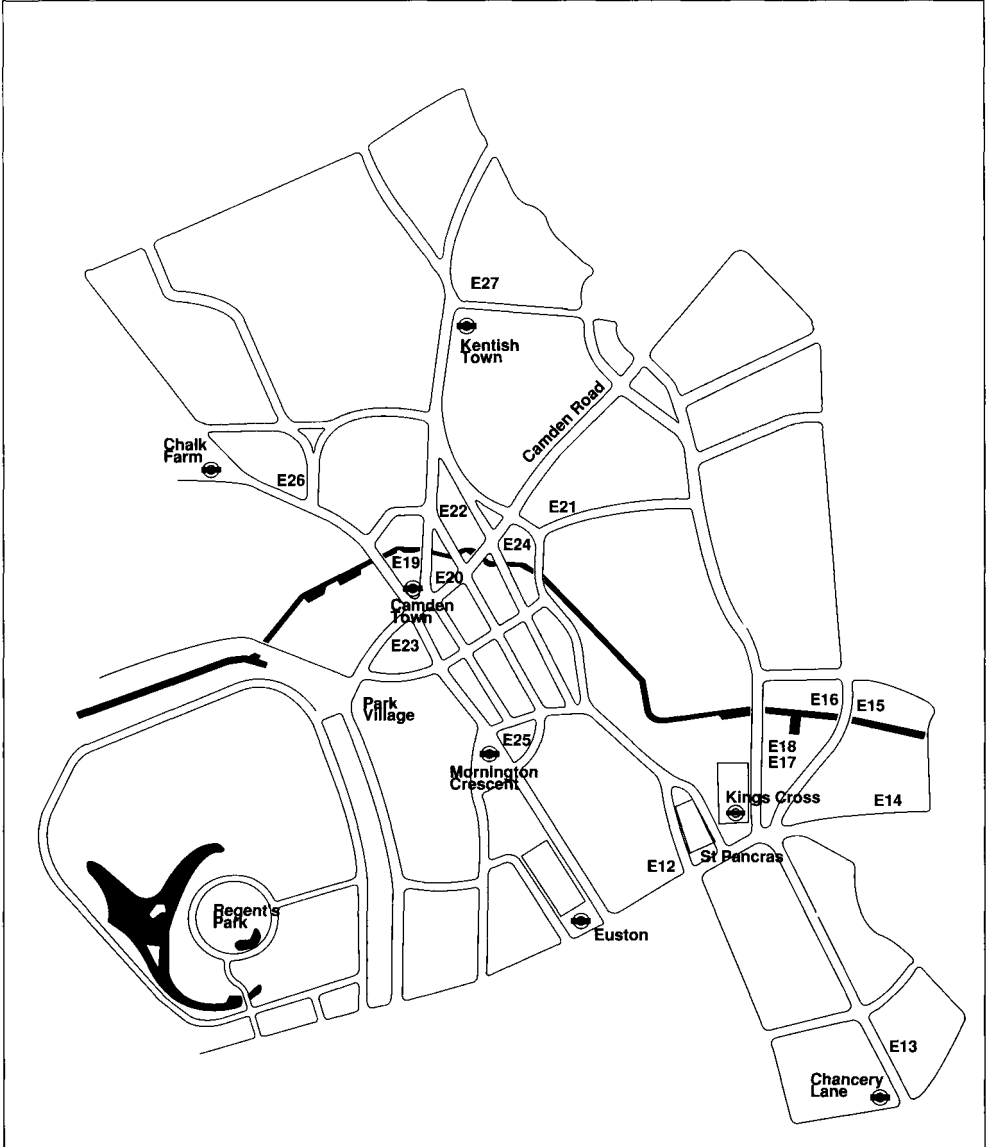 E27
Kentish
Town
Camden Road
Chalk
Farm
E26
E22
E21
E24
E19
E20
Camden
Town
E23
Park
Village
E16
E15
E25
E18
E17
Mornington
Crescent
Kings Cross
E14
E12
St Pancras
Regent's
Park
Euston
E13
Chancery
Lane